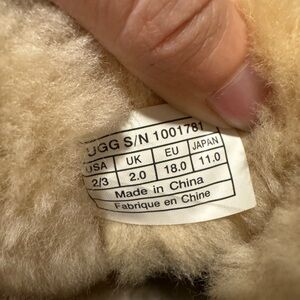 UGG S/N 1001781
USA UK EU JAPAN
2/3 2.0 18.0 11.0
Made in China
Fabrique en Chine